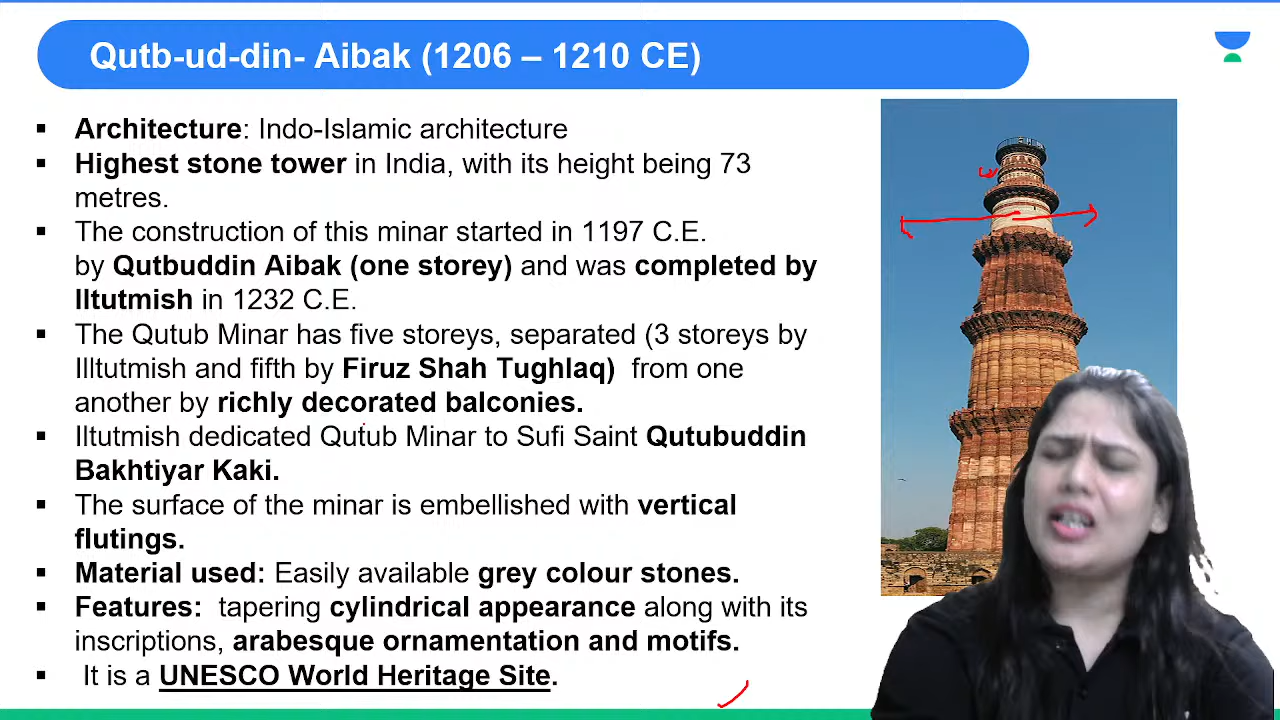 Qutb-ud-din- Aibak (1206 – 1210 CE)
▪ Architecture: Indo-Islamic architecture
▪ Highest stone tower in India, with its height being 73
metres.
▪ The construction of this minar started in 1197 C.E.
by Qutbuddin Aibak (one storey) and was completed by
Iltutmish in 1232 C.E.
▪ The Qutub Minar has five storeys, separated (3 storeys by
Illtutmish and fifth by Firuz Shah Tughlaq) from one
another by richly decorated balconies.
▪ Iltutmish dedicated Qutub Minar to Sufi Saint Qutubuddin
Bakhtiyar Kaki.
▪ The surface of the minar is embellished with vertical
flutings.
▪ Material used: Easily available grey colour stones.
▪ Features: tapering cylindrical appearance along with its
inscriptions, arabesque ornamentation and motifs.
▪ It is a UNESCO World Heritage Site.